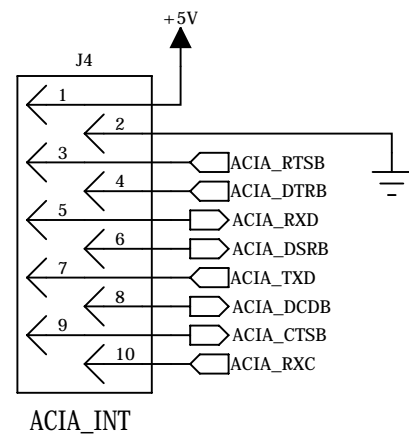 +5V
J4
1
2
3 ACIA_RTSB
4 ACIA_DTRB
5 ACIA_RXD
6 ACIA_DSRB
7 ACIA_TXD
8 ACIA_DCDB
9 ACIA_CTSB
10 ACIA_RXC
ACIA_INT